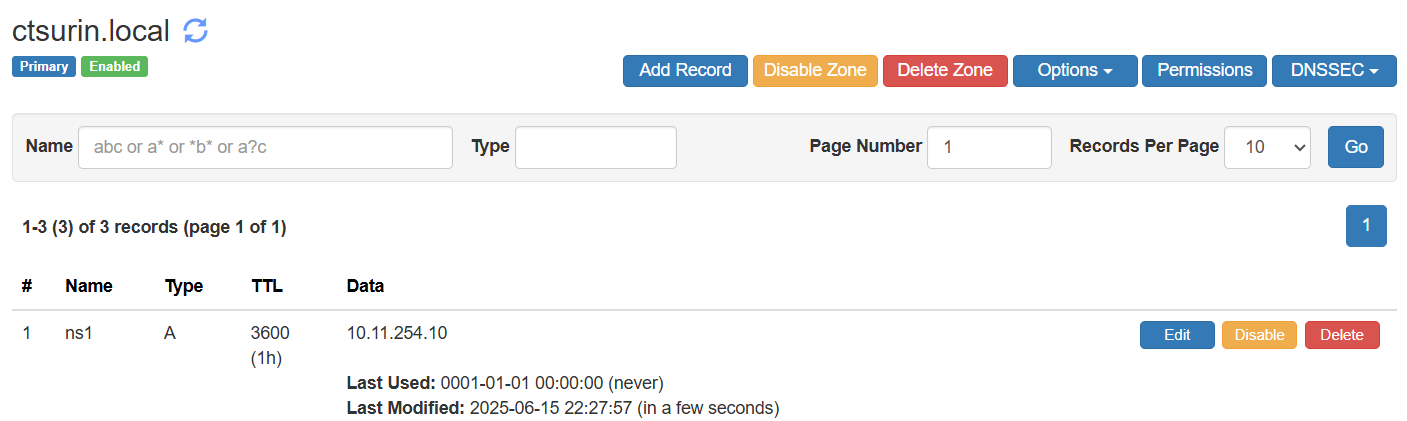 ctsurin.local
Primary Enabled
Add Record Disable Zone Delete Zone Options Permissions DNSSEC
Name abc or a* or *b* or a?c Type Page Number 1 Records Per Page 10 Go
1-3 (3) of 3 records (page 1 of 1) 1
# Name Type TTL Data
1 ns1 A 3600 10.11.254.10 Edit Disable Delete
(1h)
Last Used: 0001-01-01 00:00:00 (never)
Last Modified: 2025-06-15 22:27:57 (in a few seconds)